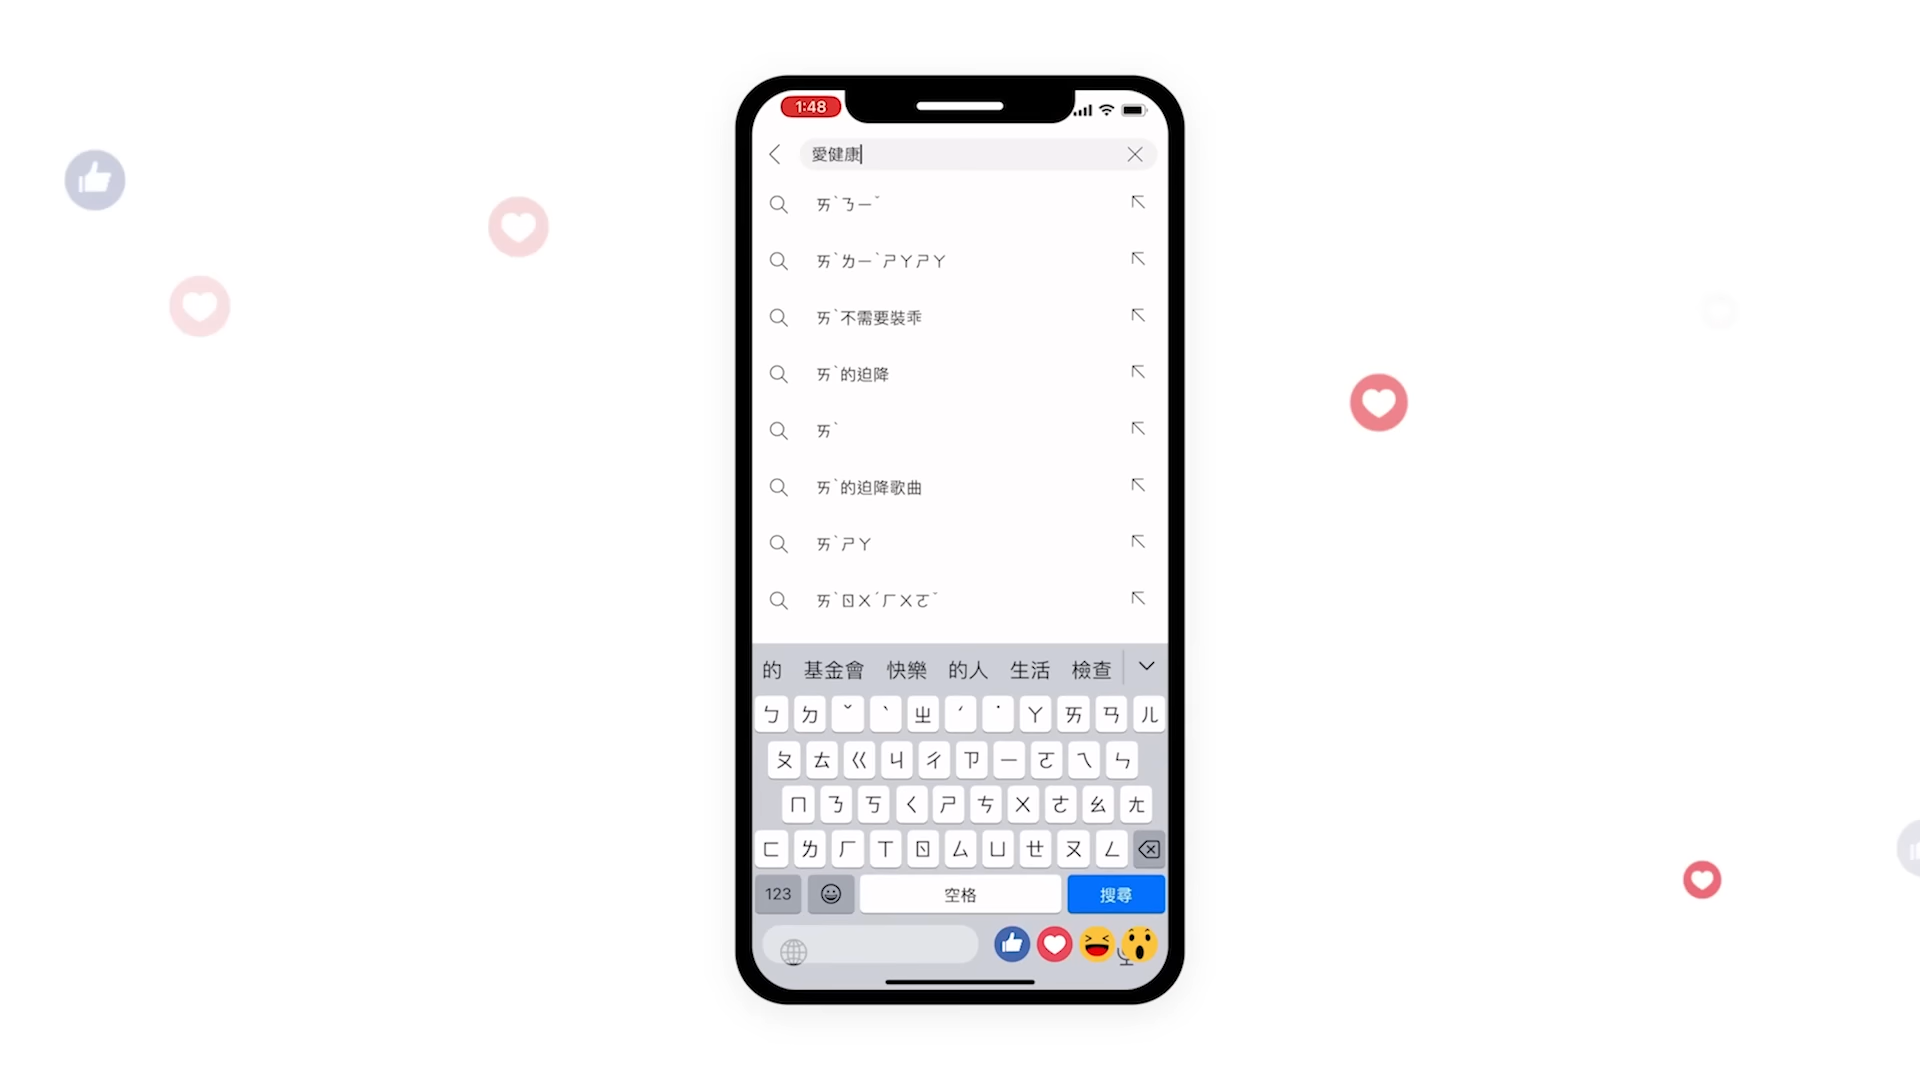 1:48
愛健康
ㄞˋㄋㄧˇ
ㄞˋㄌㄧˋㄕㄚㄕㄚ
ㄞˋ不需要裝乖
ㄞˋ的迫降
ㄞˋ
ㄞˋ的迫降歌曲
ㄞˋㄕㄚ
ㄞˋㄖㄨˊㄏㄨㄛˇ
的 基金會 快樂 的人 生活 檢查
ㄅ ㄉ ˇ ˋ ㄓ ˊ ˙ ㄚ ㄞ ㄢ ㄦ
ㄆ ㄊ ㄍ ㄐ ㄔ ㄗ ㄧ ㄛ ㄟ ㄣ
ㄇ ㄋ ㄎ ㄑ ㄕ ㄘ ㄨ ㄜ ㄠ ㄤ
ㄈ ㄌ ㄏ ㄒ ㄖ ㄙ ㄩ ㄝ ㄡ ㄥ
123 空格 搜尋